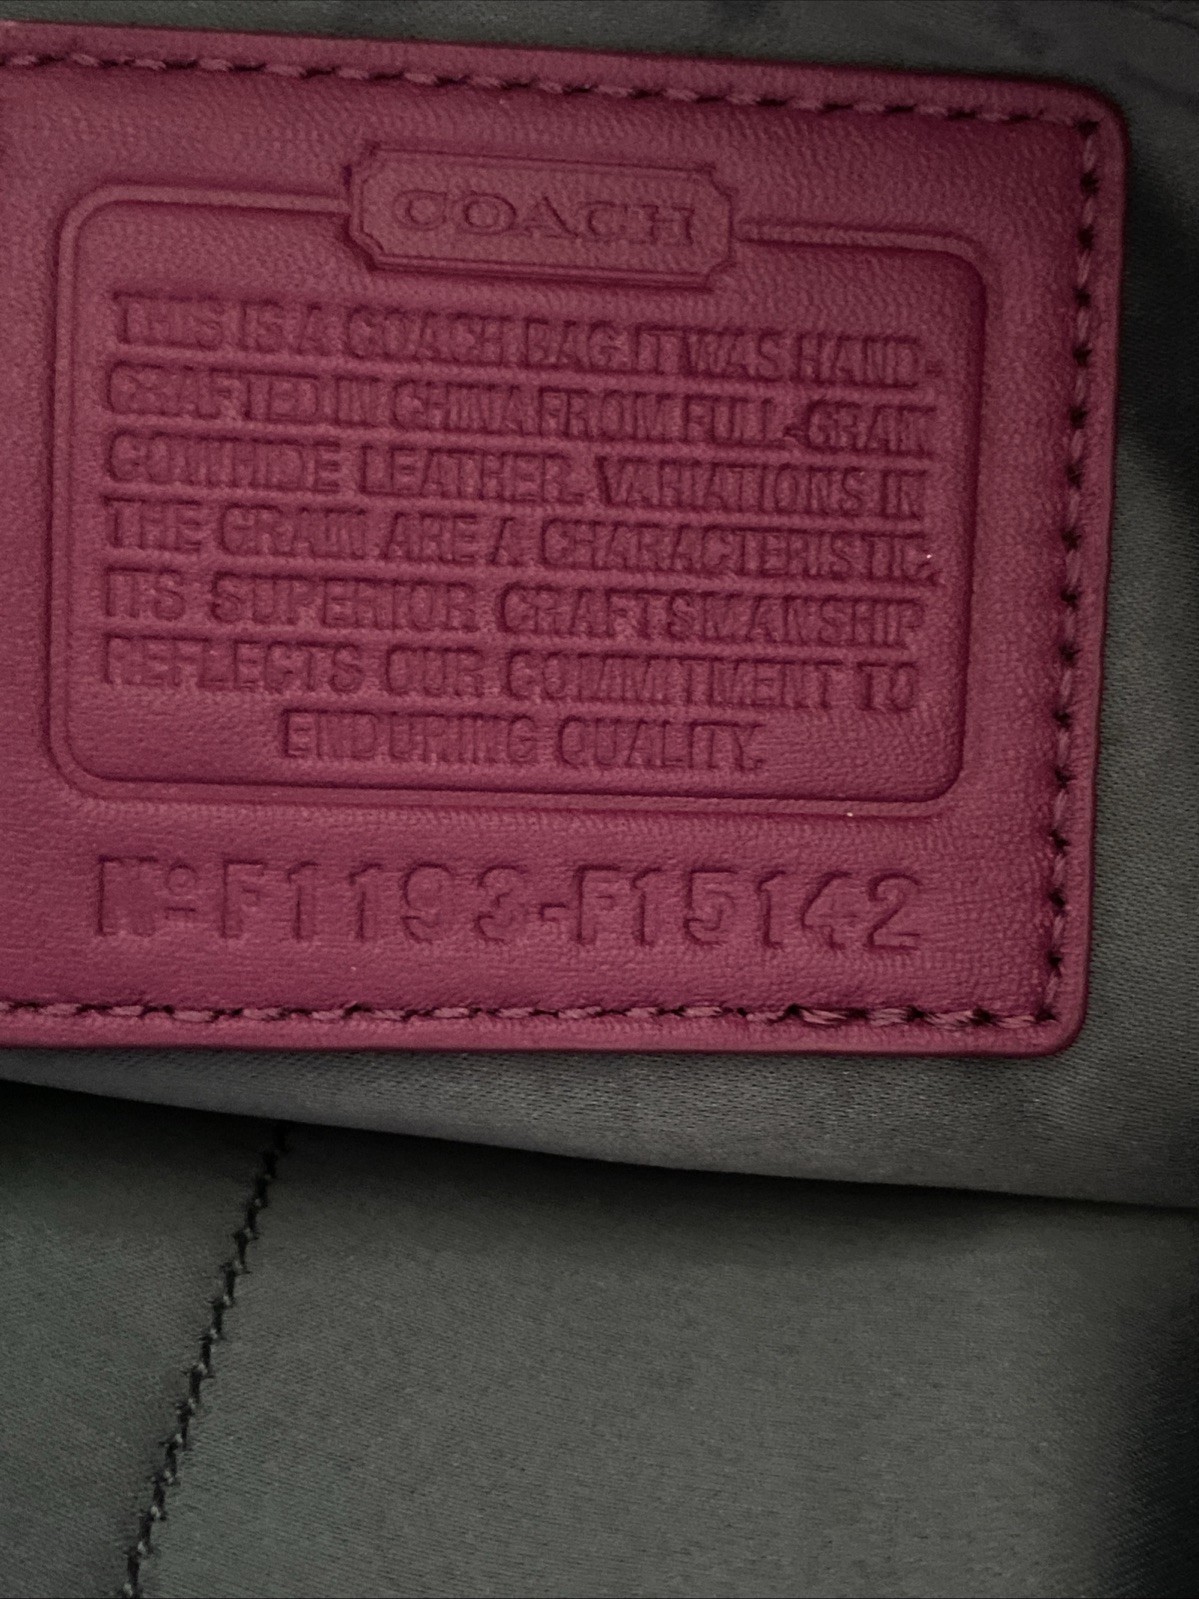 COACH
THIS IS A COACH BAG. IT WAS HAND-
CRAFTED IN CHINA FROM FULL-GRAIN
COWHIDE LEATHER. VARIATIONS IN
THE GRAIN ARE A CHARACTERISTIC.
ITS SUPERIOR CRAFTSMANSHIP
REFLECTS OUR COMMITMENT TO
ENDURING QUALITY.
Nº F1193-F15142